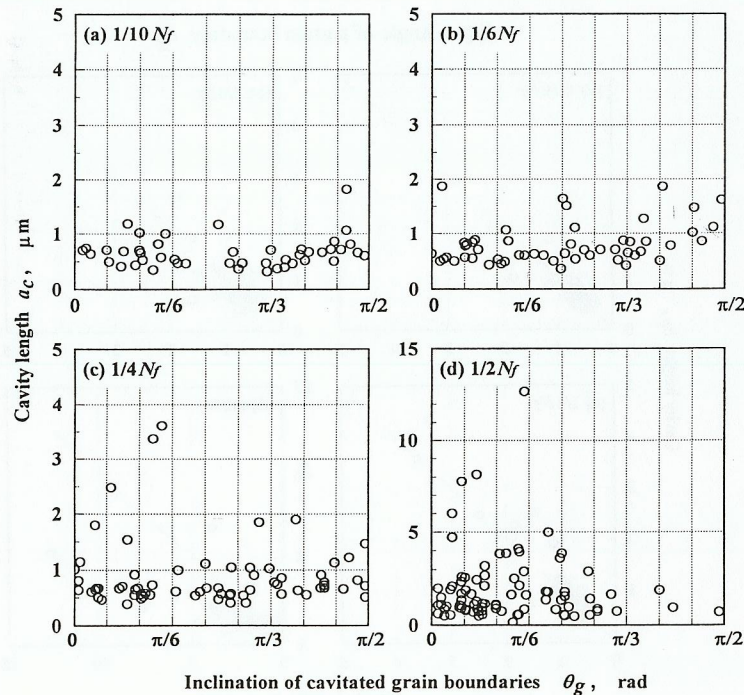 (a) 1/10 Nf
(b) 1/6 Nf
5
4
3
2
1
0
0 π/6 π/3 π/2
5
4
3
2
1
0
0 π/6 π/3 π/2
(c) 1/4 Nf
(d) 1/2 Nf
5
4
3
2
1
0
0 π/6 π/3 π/2
15
10
5
0
0 π/6 π/3 π/2
Cavity length ac, μm
Inclination of cavitated grain boundaries θg, rad